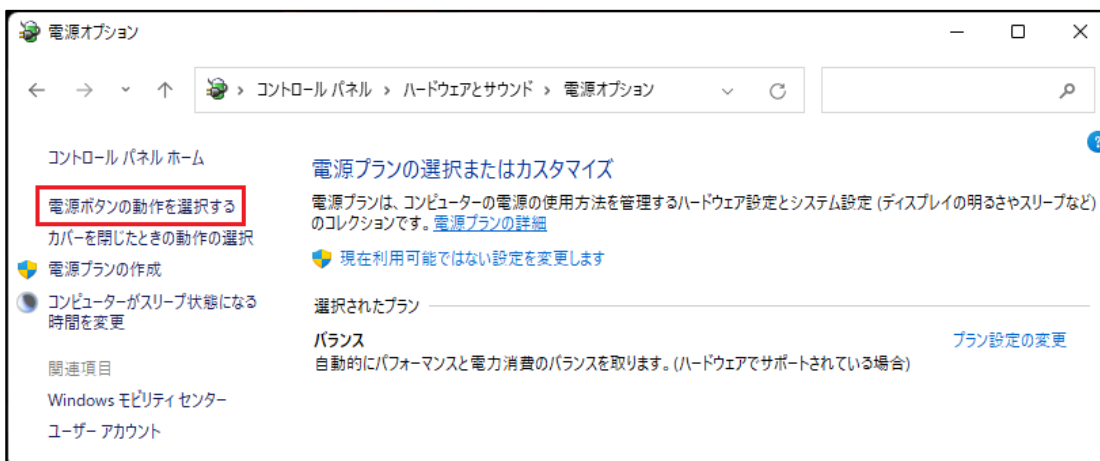 電源オプション
コントロール パネル › ハードウェアとサウンド › 電源オプション
コントロール パネル ホーム
電源ボタンの動作を選択する
カバーを閉じたときの動作の選択
電源プランの作成
コンピューターがスリープ状態になる
時間を変更
関連項目
Windows モビリティ センター
ユーザー アカウント
電源プランの選択またはカスタマイズ
電源プランは、コンピューターの電源の使用方法を管理するハードウェア設定とシステム設定 (ディスプレイの明るさやスリープなど)
のコレクションです。電源プランの詳細
現在利用可能ではない設定を変更します
選択されたプラン
バランス
プラン設定の変更
自動的にパフォーマンスと電力消費のバランスを取ります。(ハードウェアでサポートされている場合)